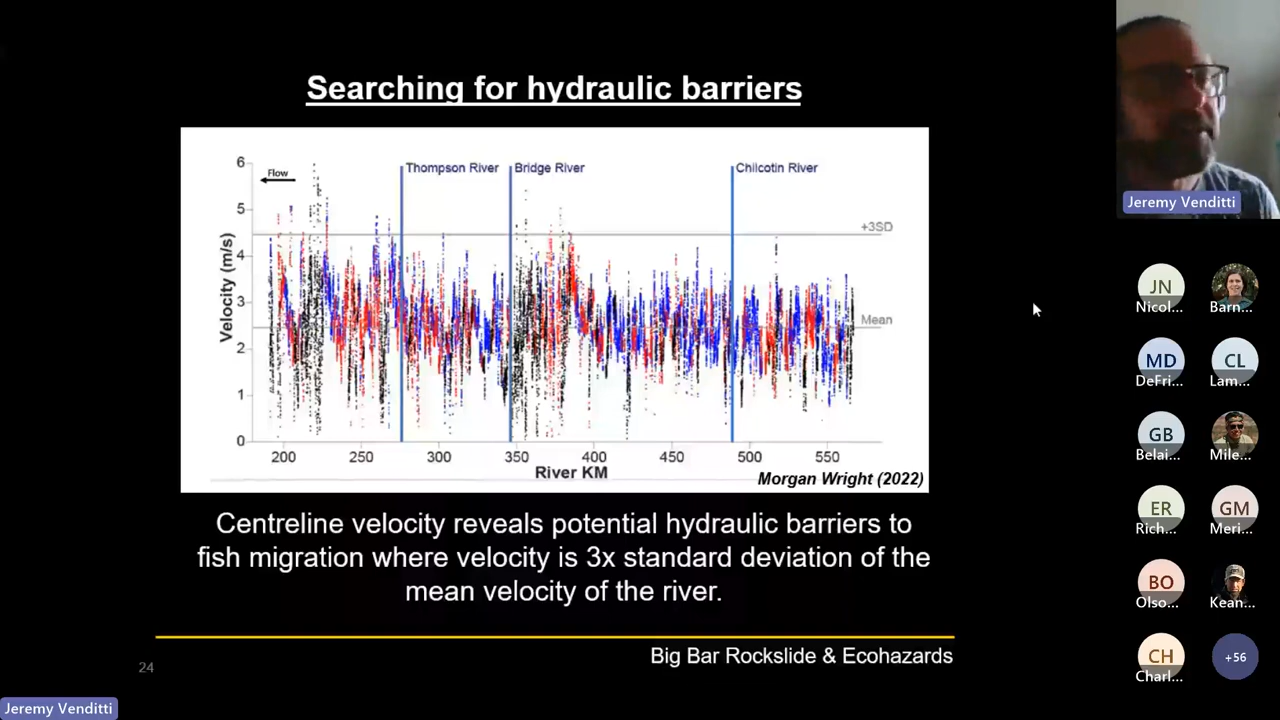 Searching for hydraulic barriers
Thompson River
Bridge River
Chilcotin River
Flow
+3SD
Mean
Velocity (m/s)
6
5
4
3
2
1
0
200 250 300 350 400 450 500 550
River KM
Morgan Wright (2022)
Centreline velocity reveals potential hydraulic barriers to
fish migration where velocity is 3x standard deviation of the
mean velocity of the river.
Big Bar Rockslide & Ecohazards
24
Jeremy Venditti
Jeremy Venditti
JN
Nicol...
Barn...
MD
DeFri...
CL
Lam...
GB
Belai...
Mile...
ER
Rich...
GM
Meri...
BO
Olso...
Kean...
CH
Charl...
+56